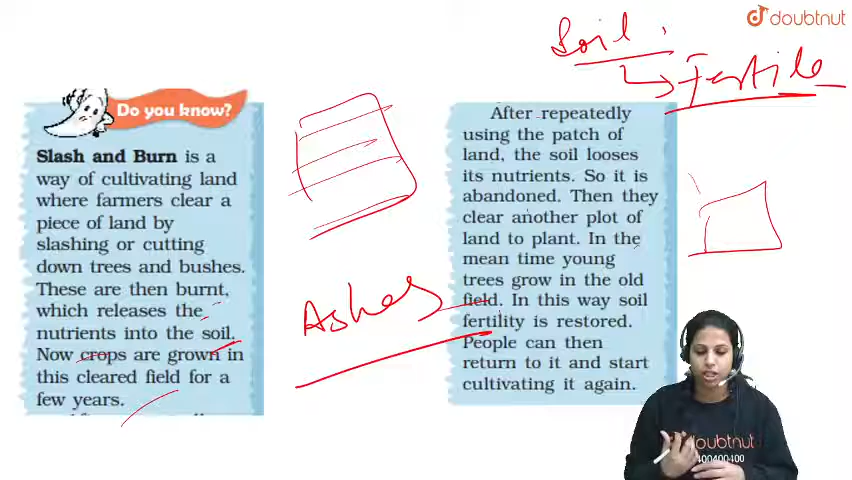 doubtnut
Soil
Fertile
Do you know?
Slash and Burn is a
way of cultivating land
where farmers clear a
piece of land by
slashing or cutting
down trees and bushes.
These are then burnt,
which releases the
nutrients into the soil.
Now crops are grown in
this cleared field for a
few years.
Ashes
After repeatedly
using the patch of
land, the soil looses
its nutrients. So it is
abandoned. Then they
clear another plot of
land to plant. In the
mean time young
trees grow in the old
field. In this way soil
fertility is restored.
People can then
return to it and start
cultivating it again.
doubtnut
400400400